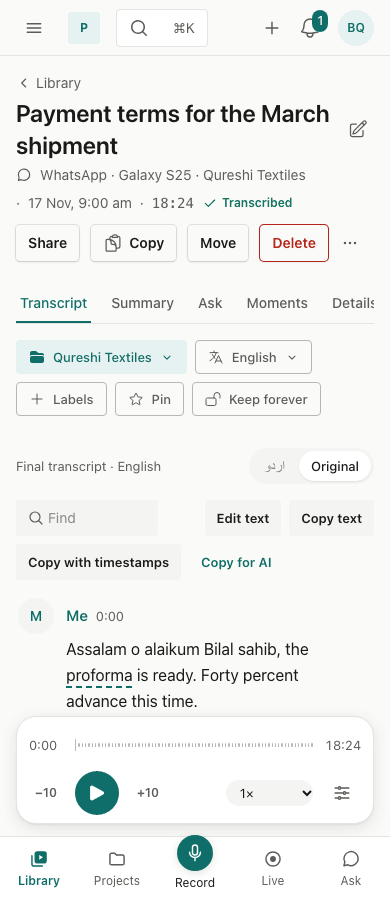 P
⌘K
1
BQ
Library
Payment terms for the March
shipment
WhatsApp · Galaxy S25 · Qureshi Textiles
· 17 Nov, 9:00 am · 18:24 Transcribed
Share Copy Move Delete ···
Transcript Summary Ask Moments Details
Qureshi Textiles English
Labels Pin Keep forever
Final transcript · English اردو Original
Find Edit text Copy text
Copy with timestamps Copy for AI
M Me 0:00
Assalam o alaikum Bilal sahib, the
proforma is ready. Forty percent
advance this time.
0:00 18:24
−10 +10 1×
Library Projects Record Live Ask